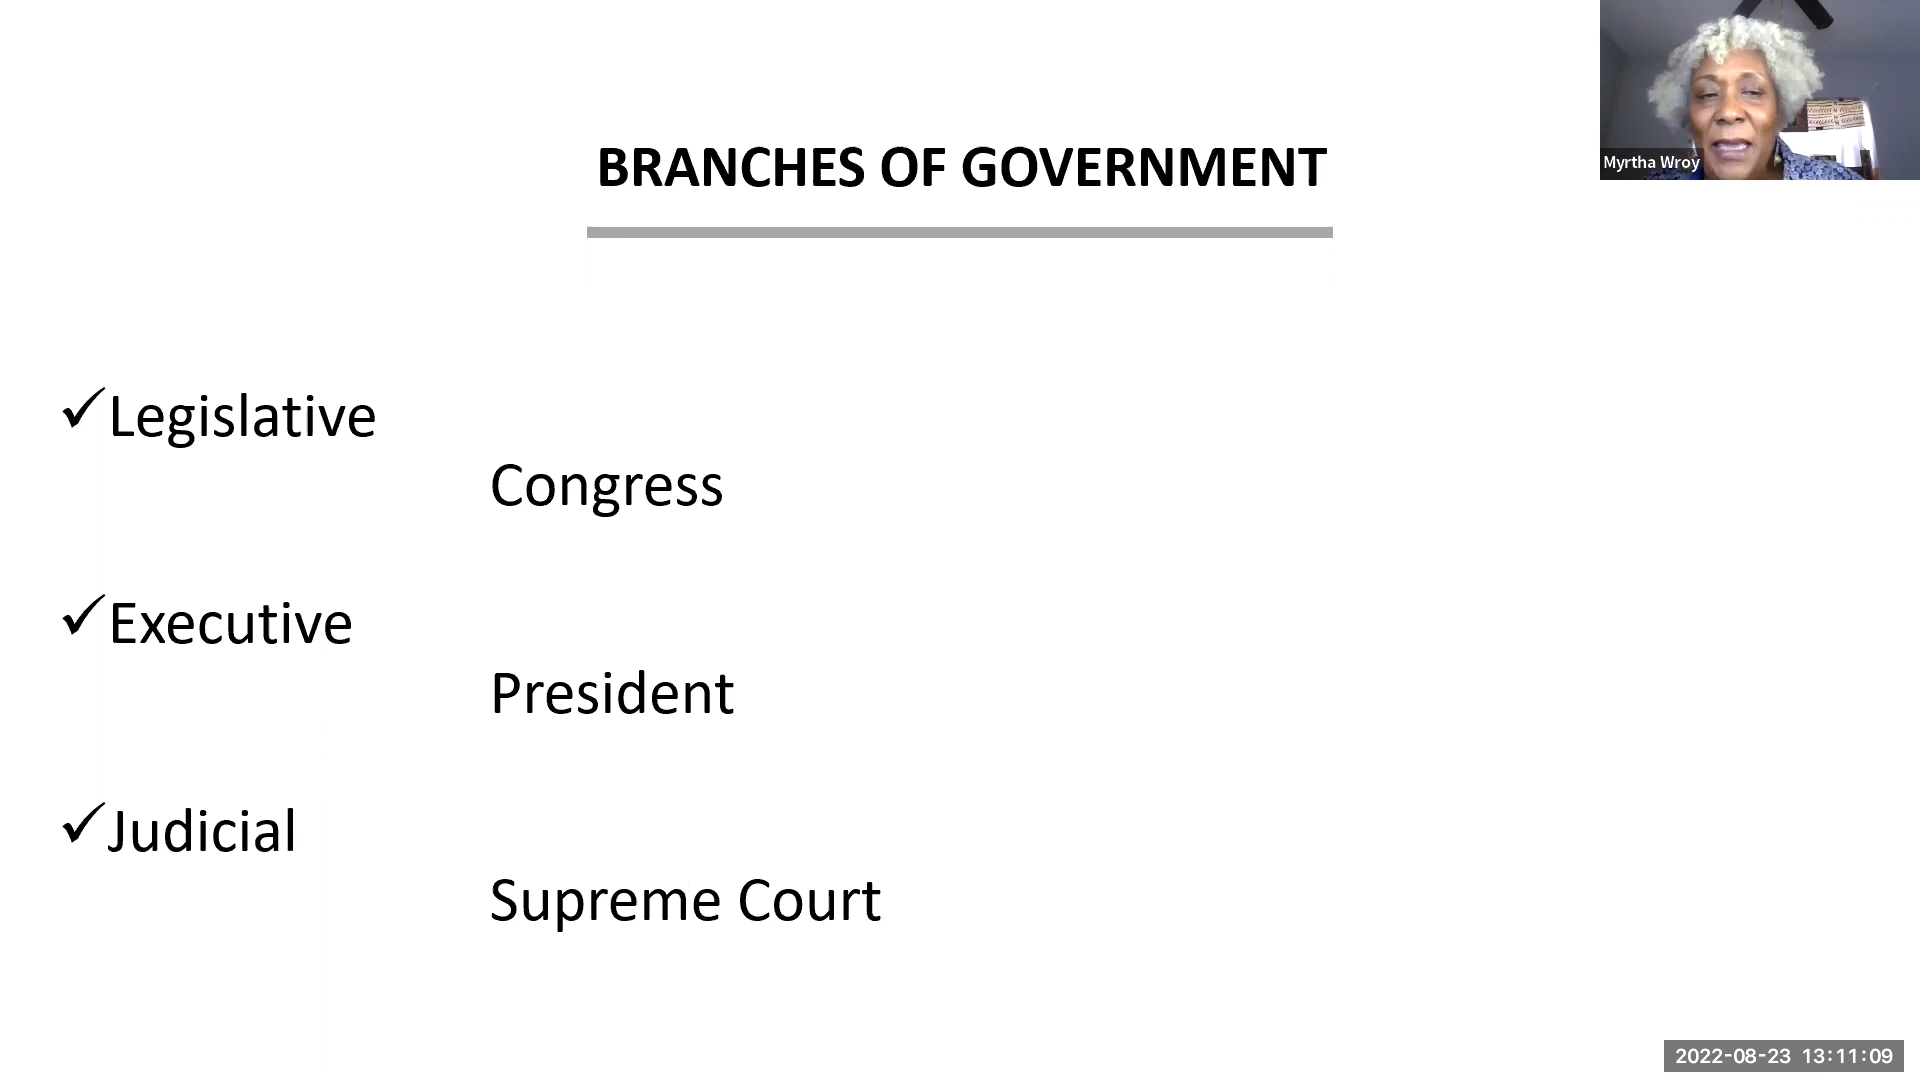 BRANCHES OF GOVERNMENT
Myrtha Wroy
✓Legislative
Congress
✓Executive
President
✓Judicial
Supreme Court
2022-08-23 13:11:09